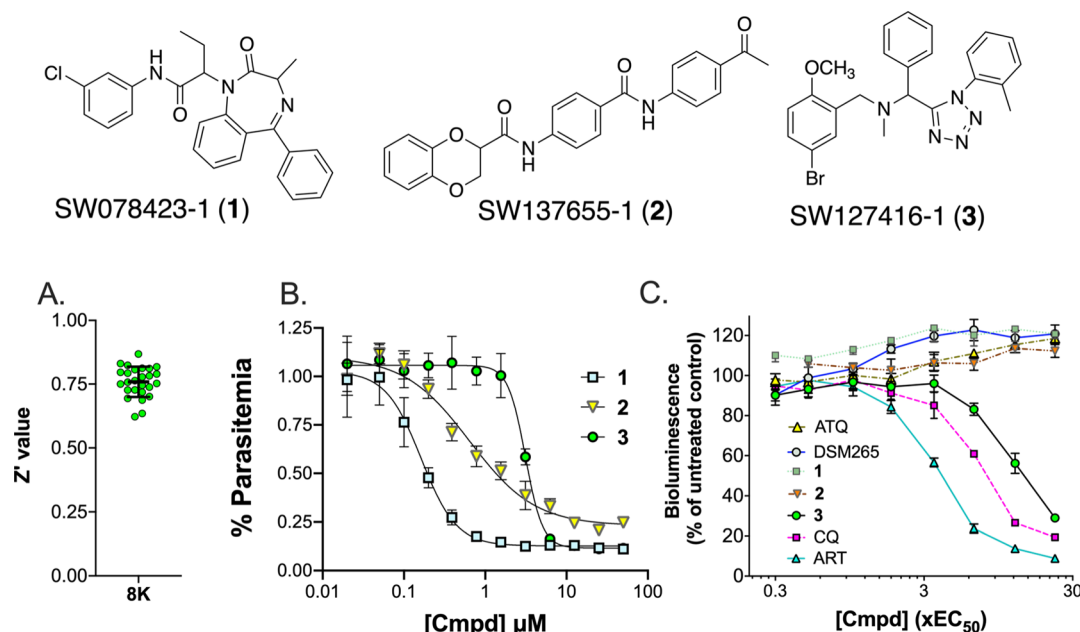 Cl
H
N
O
O
N
N
SW078423-1 (1)
O
O
O
N
H
O
N
H
O
SW137655-1 (2)
OCH3
N
N
N
N
N
Br
SW127416-1 (3)
A.
1.00
0.75
0.50
0.25
0.00
Z' value
8K
B.
1.25
1.00
0.75
0.50
0.25
0.00
% Parasitemia
0.01
0.1
1
10
100
[Cmpd] µM
1
2
3
C.
120
100
80
60
40
20
0
Bioluminescence
(% of untreated control)
ATQ
DSM265
1
2
3
CQ
ART
0.3
3
30
[Cmpd] (xEC50)